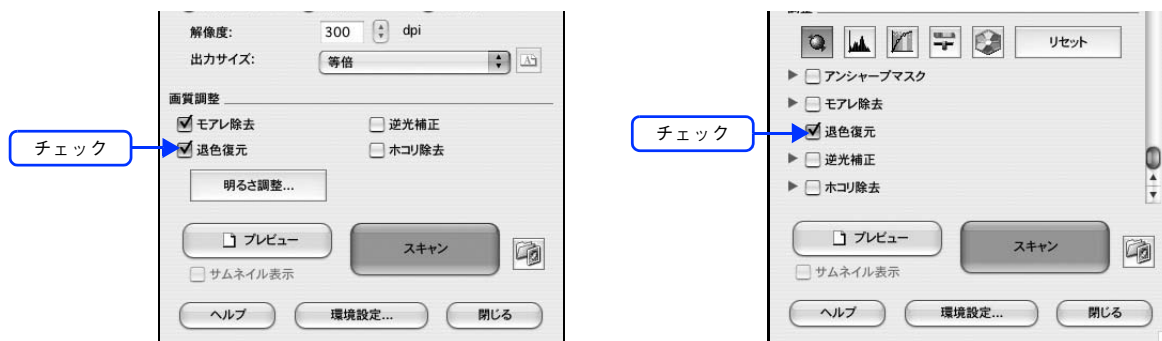 解像度: 300 dpi
出力サイズ: 等倍
画質調整
モアレ除去 逆光補正
チェック
退色復元 ホコリ除去
明るさ調整...
プレビュー スキャン
サムネイル表示
ヘルプ 環境設定... 閉じる
リセット
アンシャープマスク
モアレ除去
チェック
退色復元
逆光補正
ホコリ除去
プレビュー スキャン
サムネイル表示
ヘルプ 環境設定... 閉じる